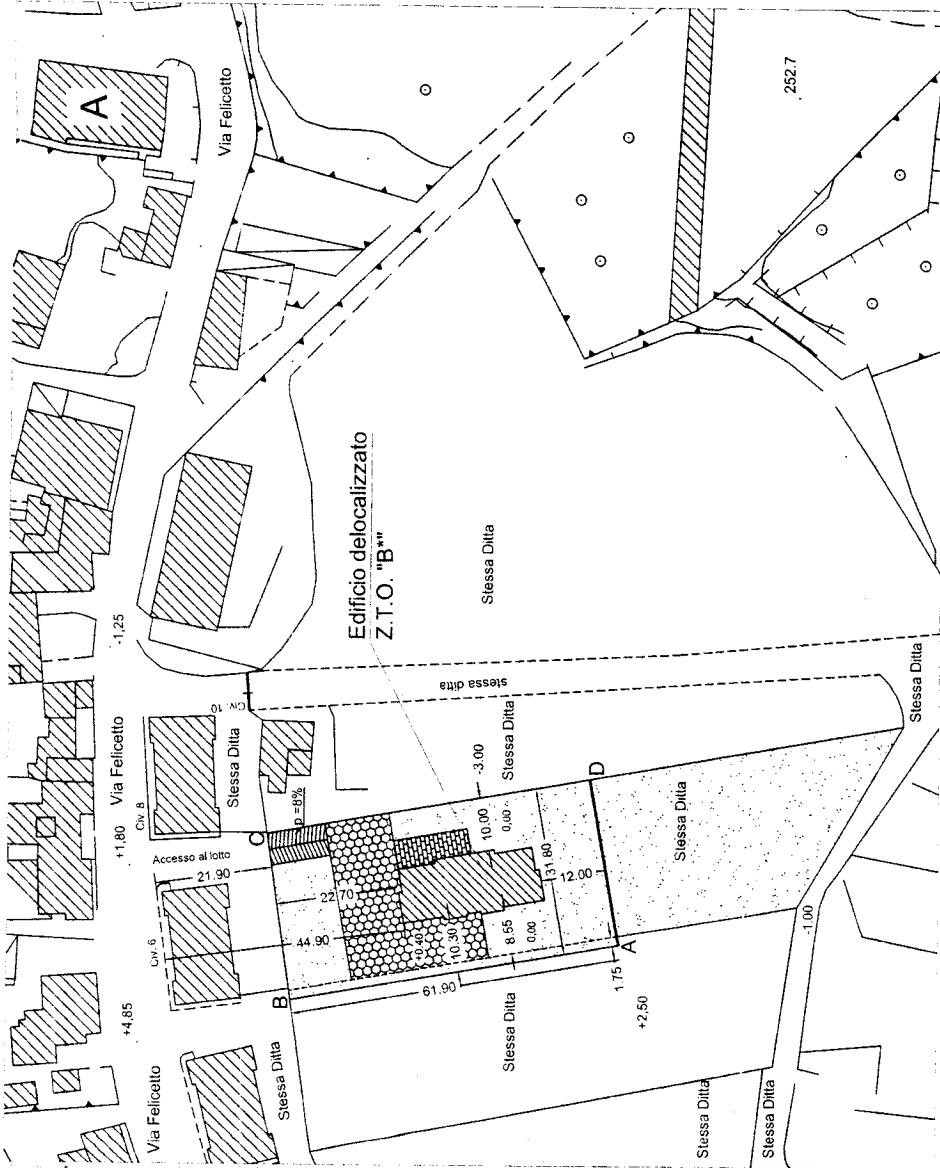 A
Via Felicetto
252.7
Edificio delocalizzato
Z.T.O. "B*"
Stessa Ditta
-1,25
Via Felicetto
Civ. 8
+1,80
Stessa Ditta
Civ. 10
stessa ditta
Stessa Ditta
-3.00
p =8%
C
Accesso al lotto
21.90
22.70
44.90
Civ. 6
+4,85
Via Felicetto
B
Stessa Ditta
+0.40
10.30
8.55
0,00
10.00
0,00
31.80
12.00
61.90
1.75
A
D
+2,50
Stessa Ditta
Stessa Ditta
-1.00
Stessa Ditta
Stessa Ditta
Stessa Ditta